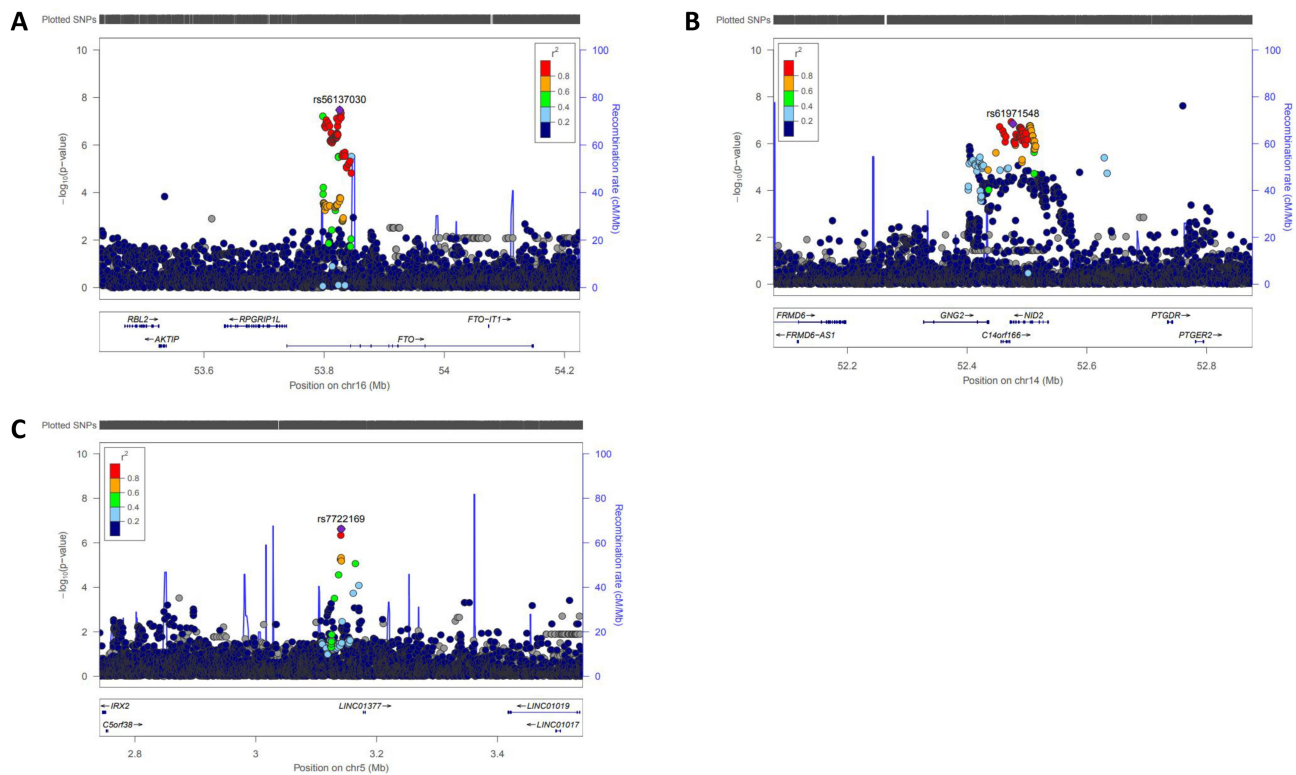 A
Plotted SNPs
10
8
6
4
2
0
−log10(p−value)
100
80
60
40
20
0
Recombination rate (cM/Mb)
r2
0.8
0.6
0.4
0.2
rs56137030
RBL2→
←RPGRIP1L
FTO−IT1→
←AKTIP
FTO→
53.6
53.8
54
54.2
Position on chr16 (Mb)
B
Plotted SNPs
10
8
6
4
2
0
−log10(p−value)
100
80
60
40
20
0
Recombination rate (cM/Mb)
r2
0.8
0.6
0.4
0.2
rs61971548
FRMD6→
GNG2→
←NID2
PTGDR→
←FRMD6−AS1
C14orf166→
PTGER2→
52.2
52.4
52.6
52.8
Position on chr14 (Mb)
C
Plotted SNPs
10
8
6
4
2
0
−log10(p−value)
100
80
60
40
20
0
Recombination rate (cM/Mb)
r2
0.8
0.6
0.4
0.2
rs7722169
←IRX2
LINC01377→
←LINC01019
C5orf38→
←LINC01017
2.8
3
3.2
3.4
Position on chr5 (Mb)